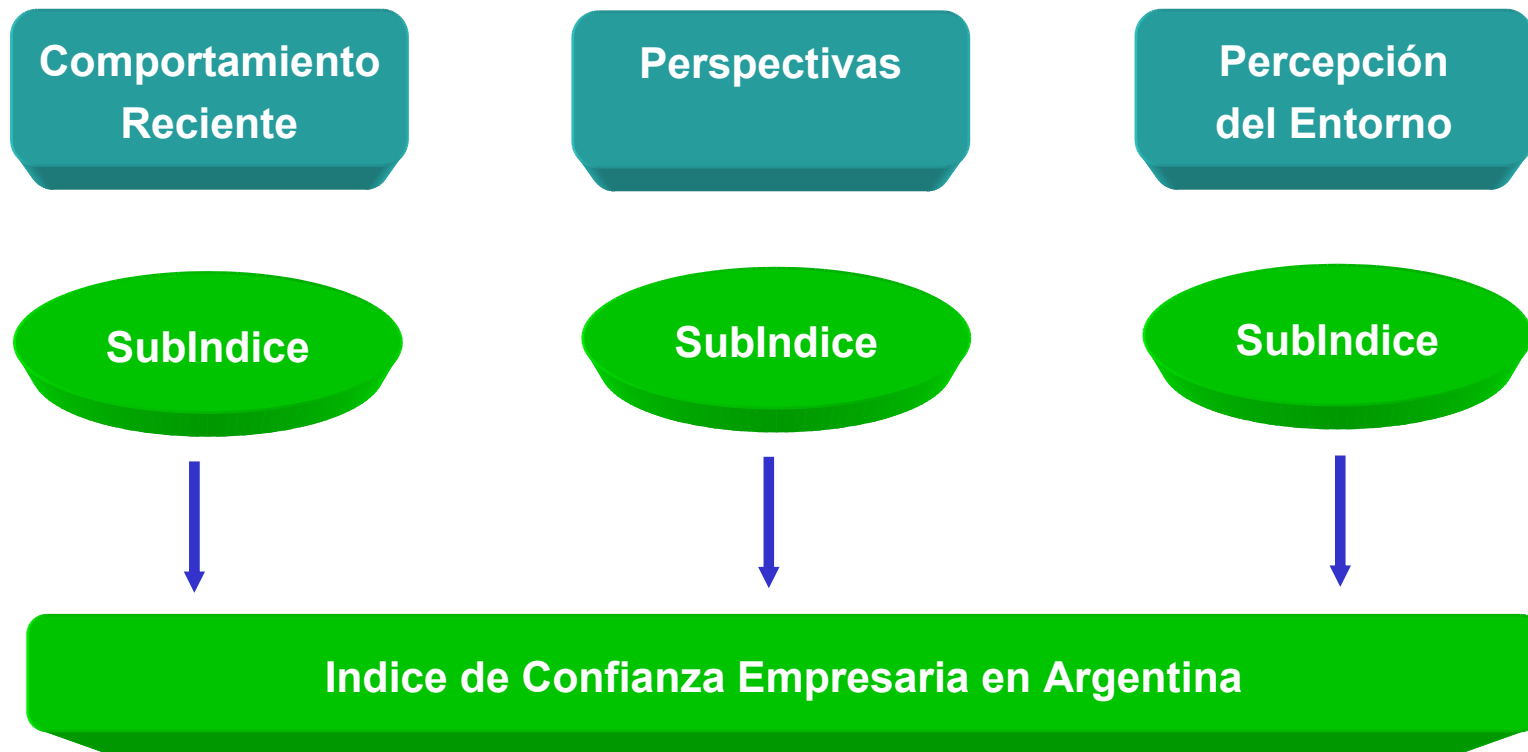 Comportamiento
Reciente
Perspectivas
Percepción
del Entorno
SubIndice
SubIndice
SubIndice
Indice de Confianza Empresaria en Argentina